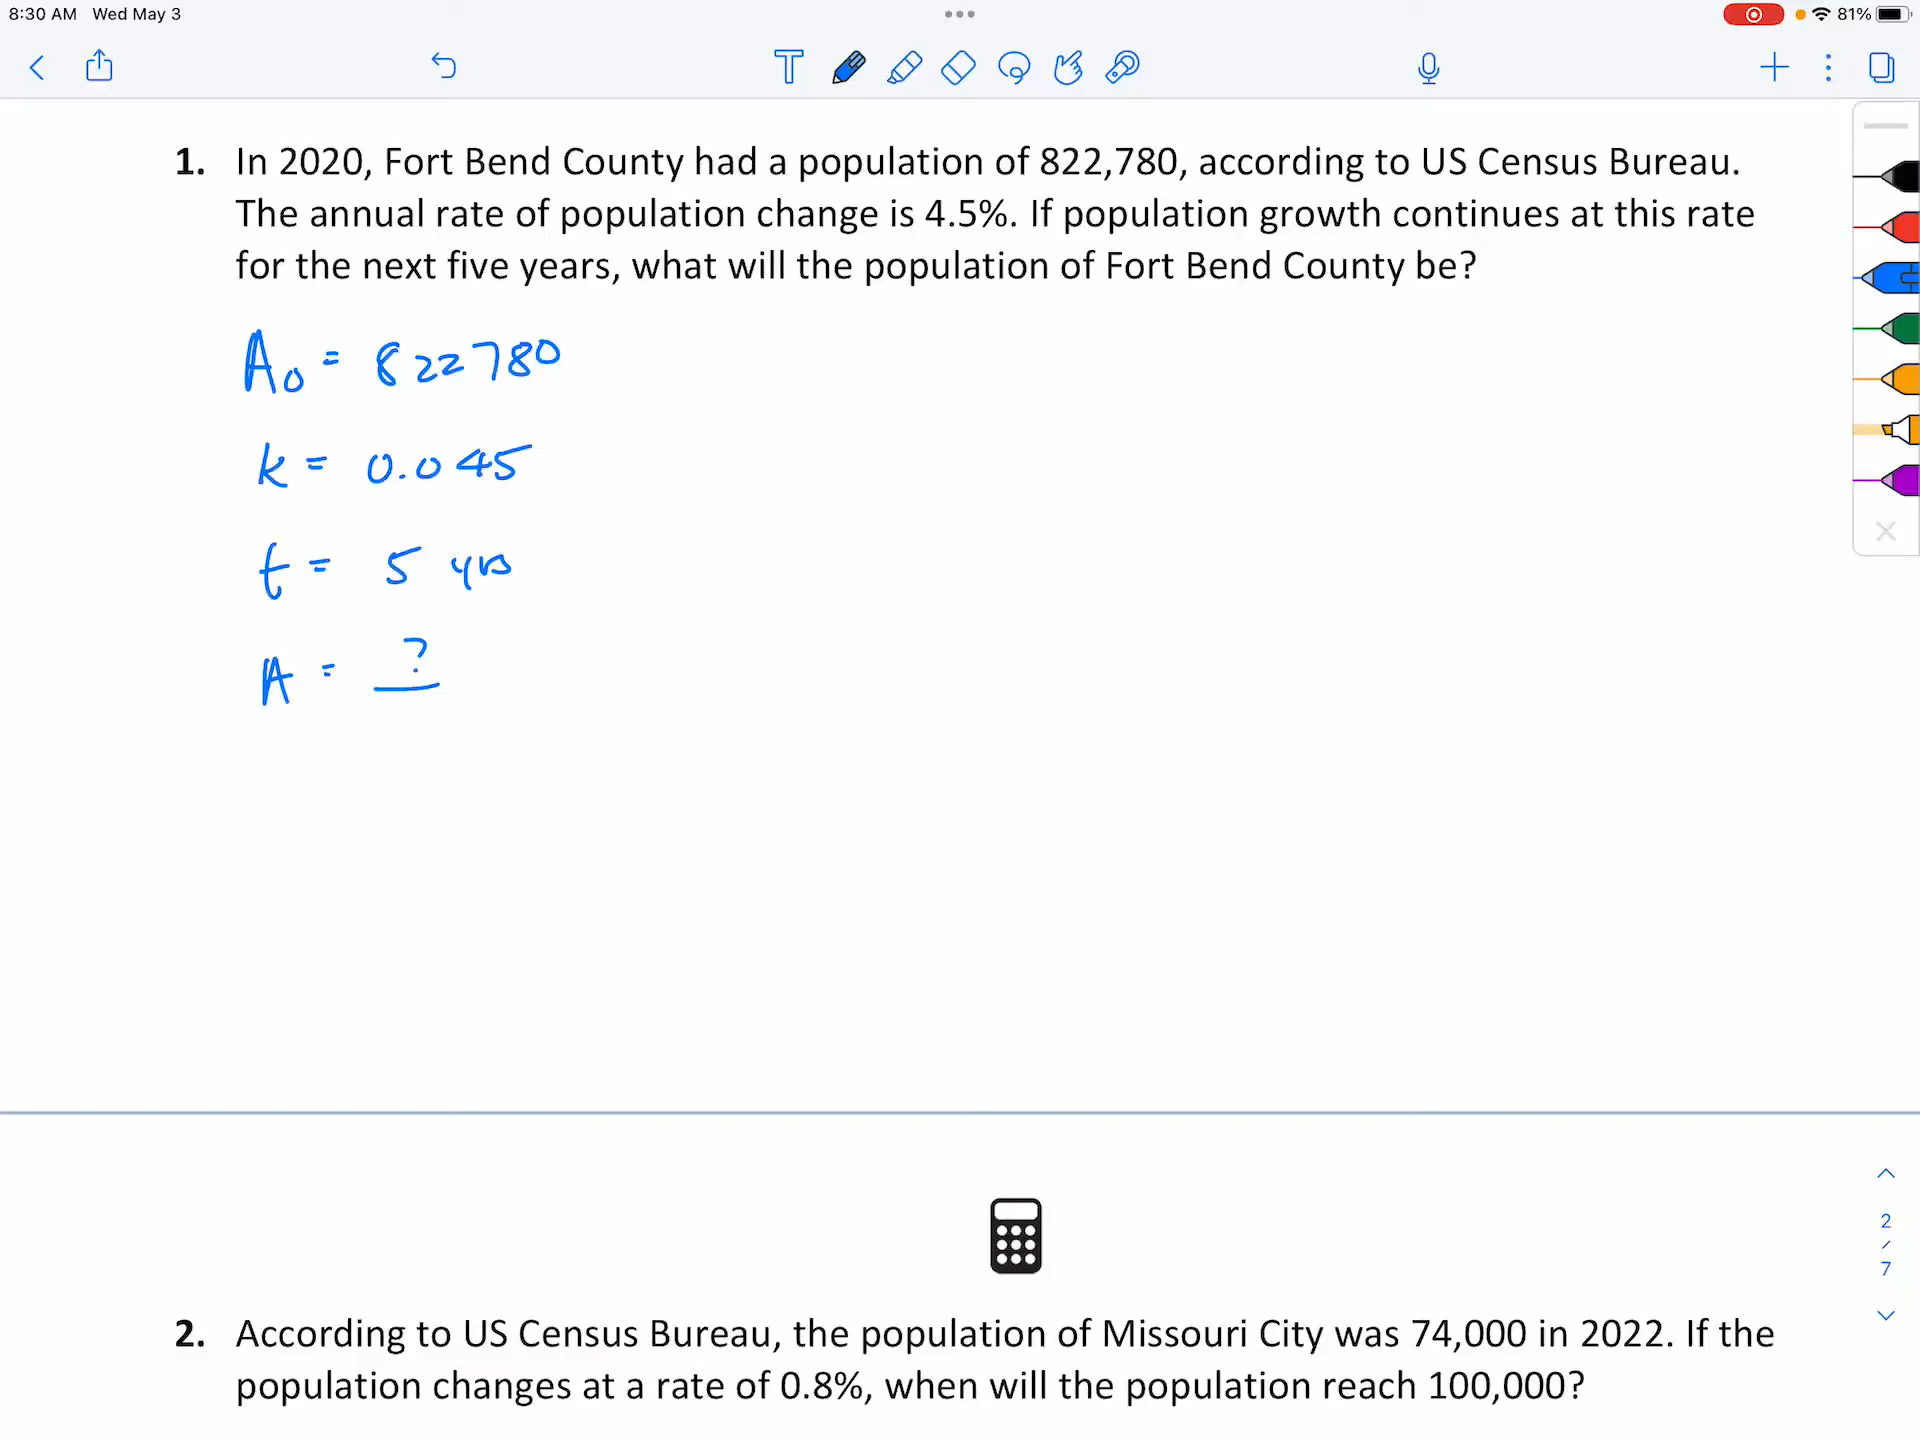 8:30 AM Wed May 3
81%
1. In 2020, Fort Bend County had a population of 822,780, according to US Census Bureau.
The annual rate of population change is 4.5%. If population growth continues at this rate
for the next five years, what will the population of Fort Bend County be?
A₀ = 822780
k = 0.045
t = 5 yrs
A = ?
2
/
7
2. According to US Census Bureau, the population of Missouri City was 74,000 in 2022. If the
population changes at a rate of 0.8%, when will the population reach 100,000?